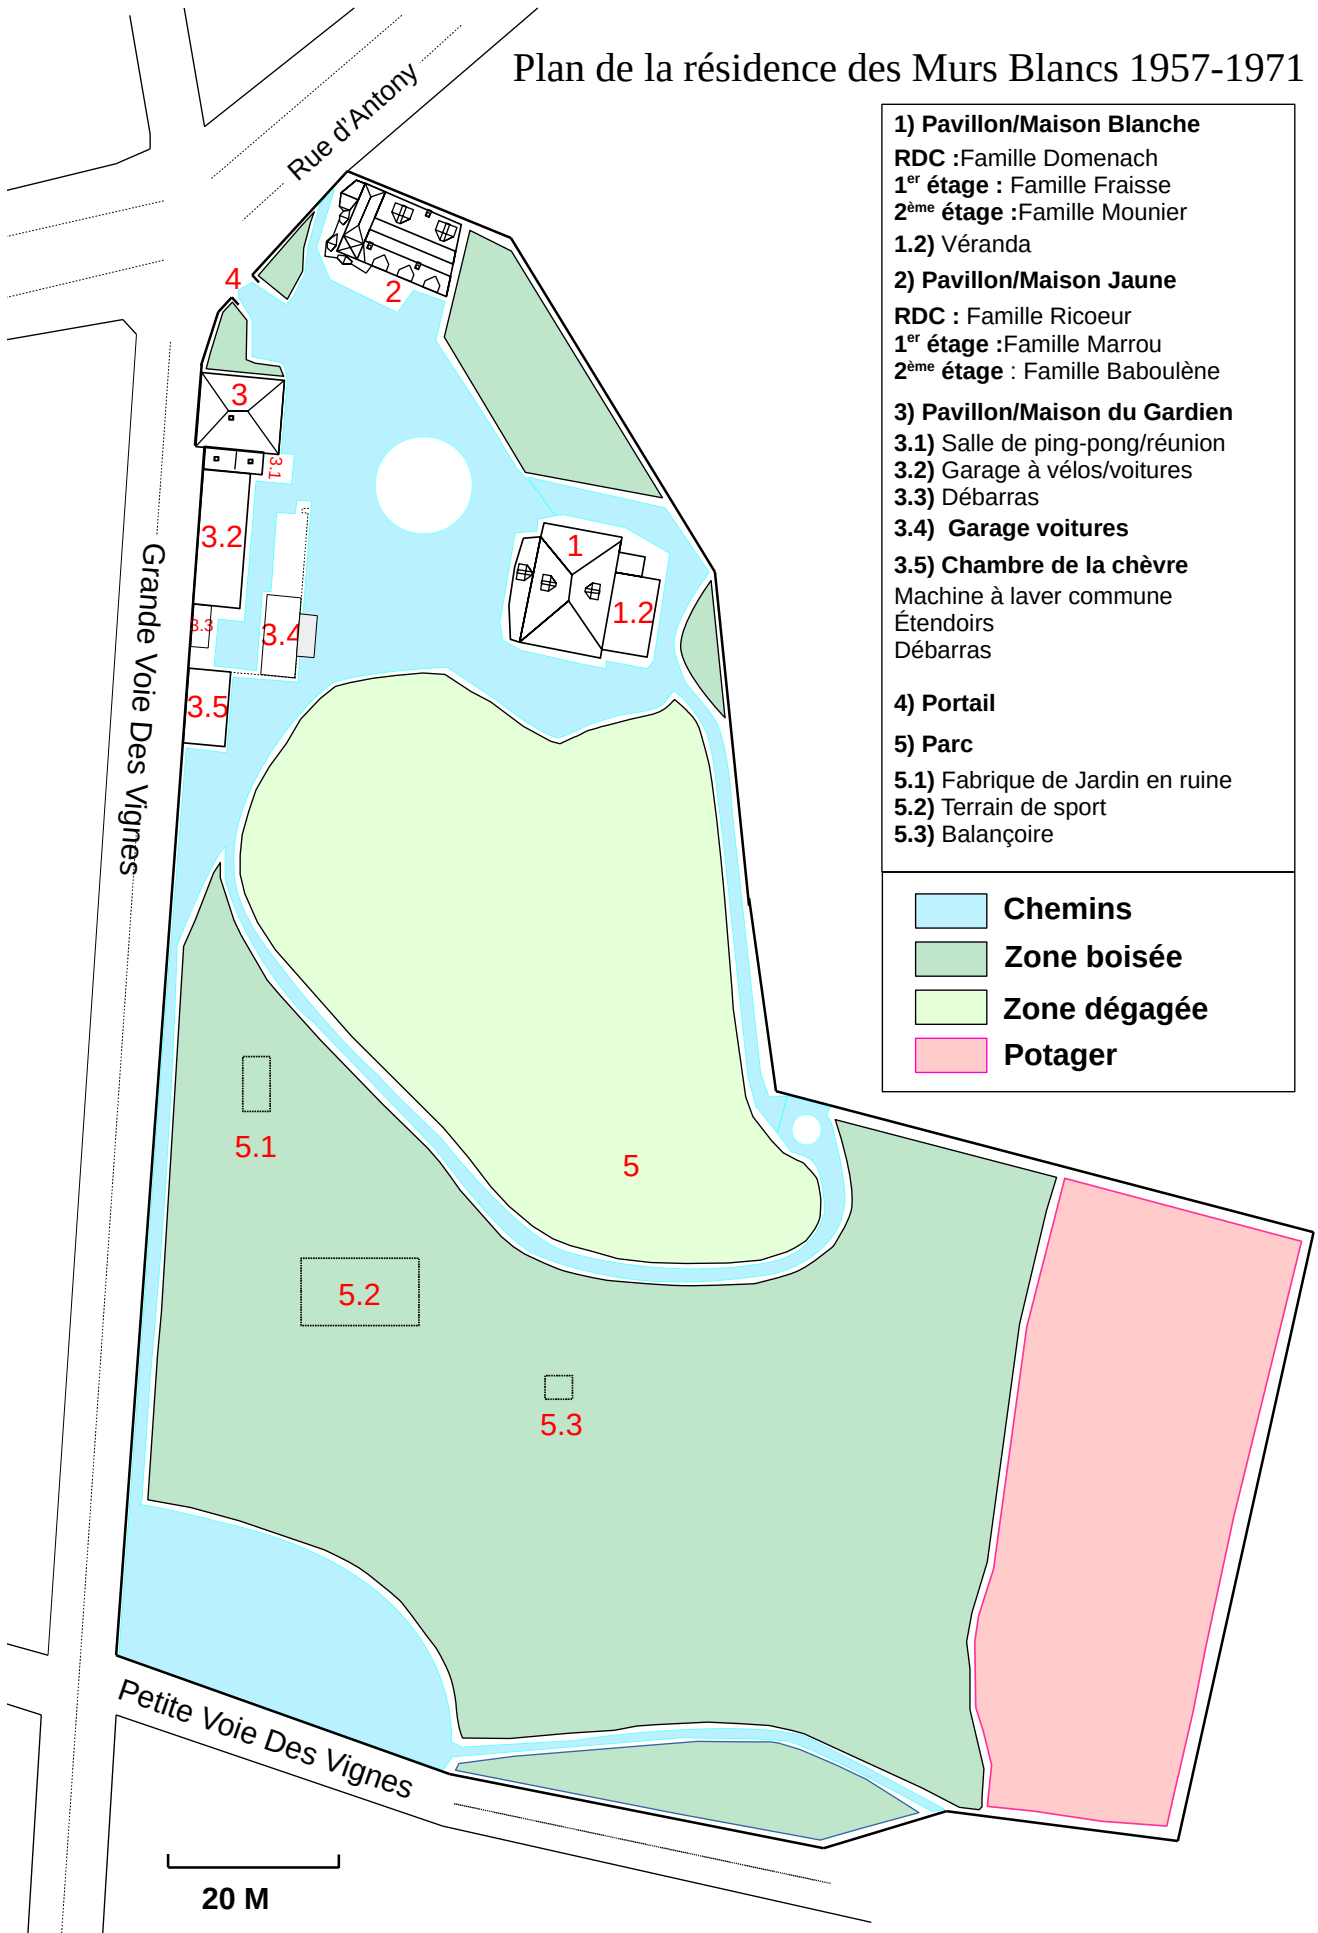 Plan de la résidence des Murs Blancs 1957-1971
Rue d'Antony
1) Pavillon/Maison Blanche
RDC :Famille Domenach
1er étage : Famille Fraisse
2ème étage :Famille Mounier
1.2) Véranda
2) Pavillon/Maison Jaune
RDC : Famille Ricoeur
1er étage :Famille Marrou
2ème étage : Famille Baboulène
3) Pavillon/Maison du Gardien
3.1) Salle de ping-pong/réunion
3.2) Garage à vélos/voitures
3.3) Débarras
3.4) Garage voitures
3.5) Chambre de la chèvre
Machine à laver commune
Étendoirs
Débarras
4) Portail
5) Parc
5.1) Fabrique de Jardin en ruine
5.2) Terrain de sport
5.3) Balançoire
Chemins
Zone boisée
Zone dégagée
Potager
4
2
3
3.1
3.2
1
1.2
3.3
3.4
3.5
Grande Voie Des Vignes
5.1
5
5.2
5.3
Petite Voie Des Vignes
20 M